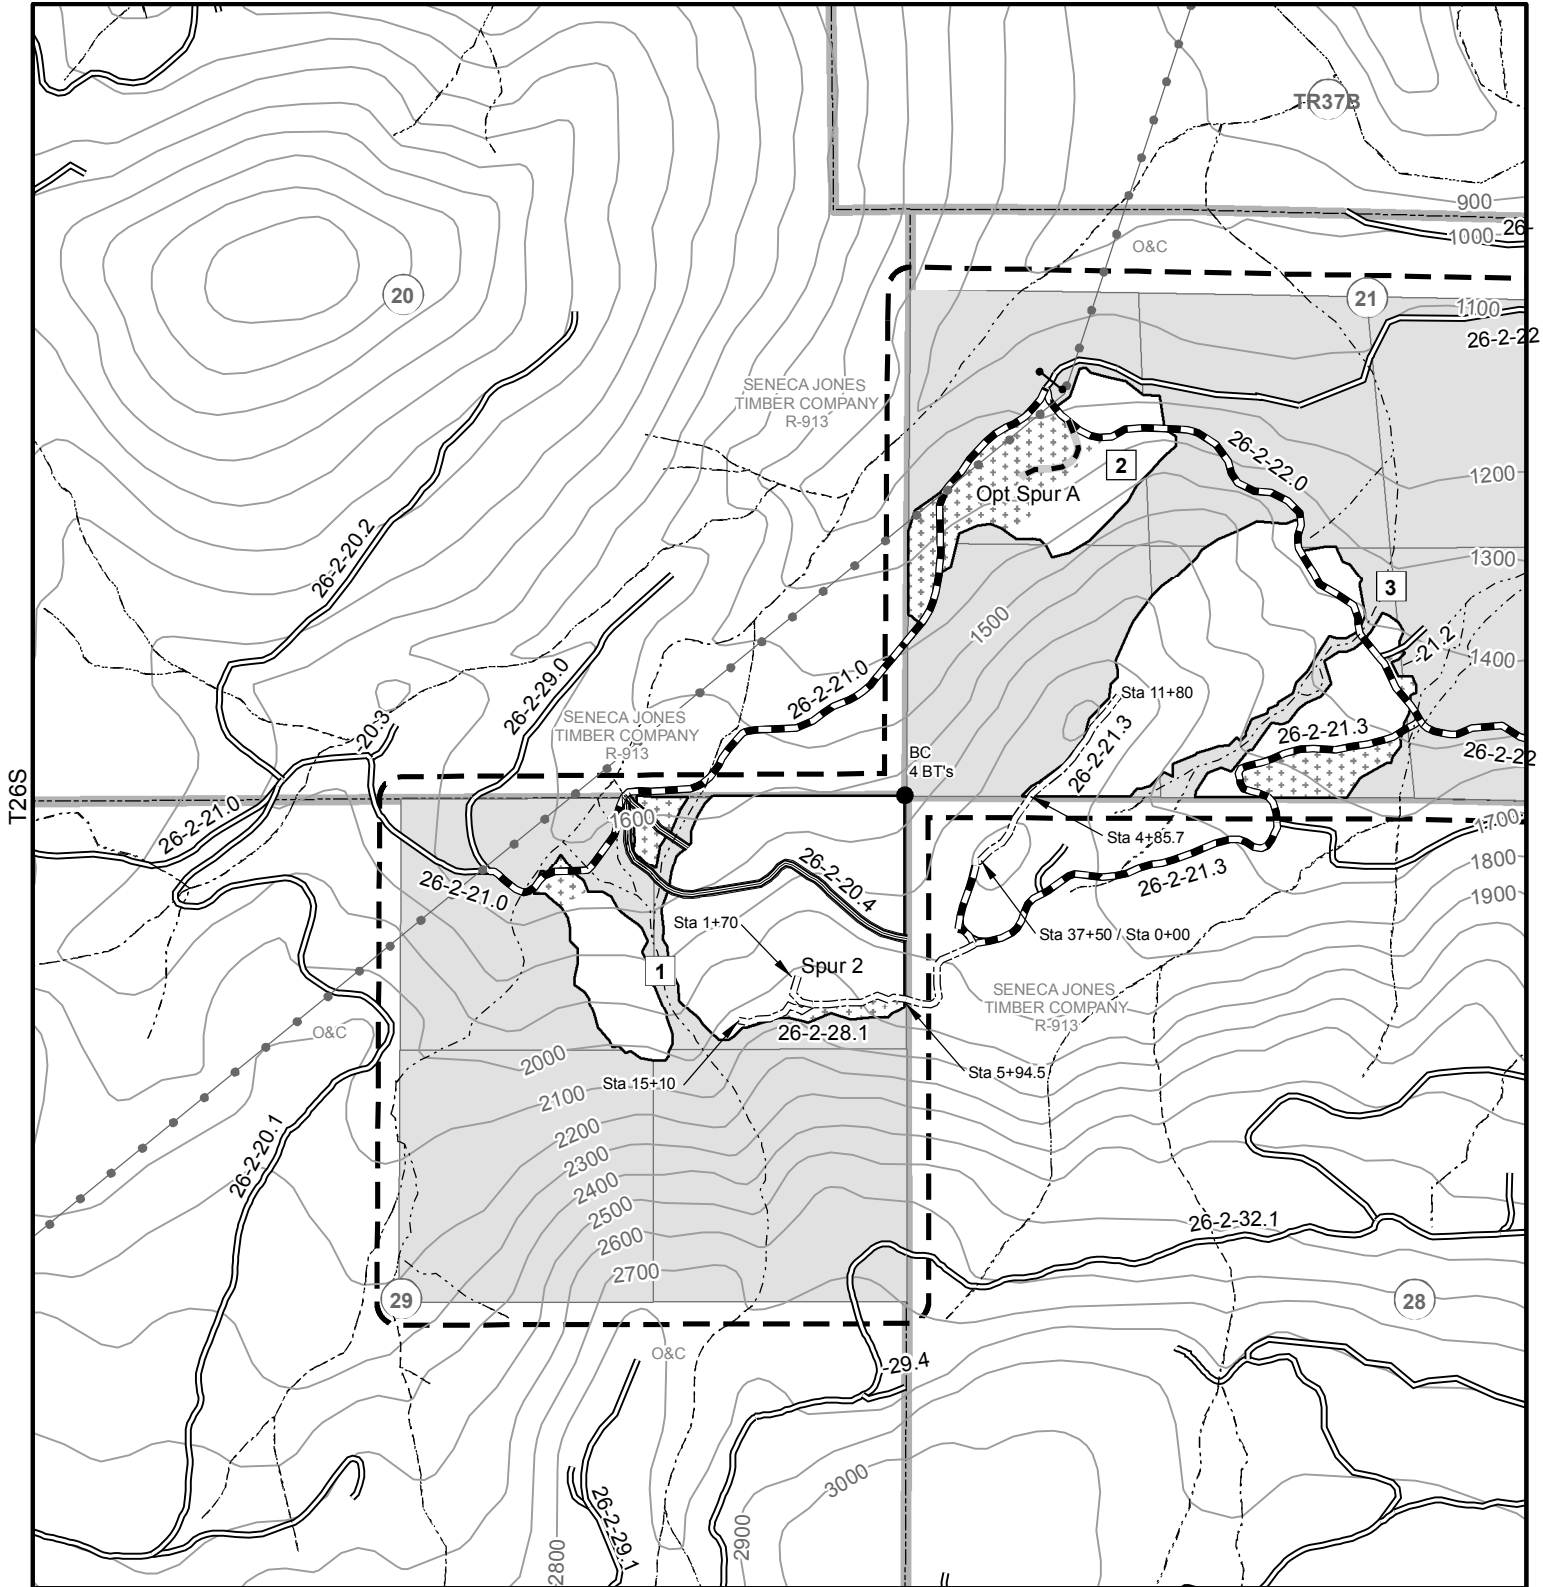 TR37B
900
1000
26-
O&C
20
21
1100
26-2-22
SENECA JONES
TIMBER COMPANY
R-913
2
26-2-22.0
1200
Opt Spur A
26-2-20.2
1300
3
1500
-21.2
1400
26-2-29.0
26-2-21.0
Sta 11+80
-20.3
SENECA JONES
TIMBER COMPANY
R-913
26-2-21.3
26-2-21.3
BC
4 BT's
26-2-22
T26S
26-2-21.0
1600
1700
Sta 4+85.7
1800
26-2-20.4
26-2-21.0
26-2-21.3
1900
Sta 1+70
Sta 37+50 / Sta 0+00
1
Spur 2
SENECA JONES
TIMBER COMPANY
R-913
O&C
26-2-28.1
2000
Sta 15+10
Sta 5+94.5
2100
2200
26-2-20.1
2300
2400
2500
26-2-32.1
2600
2700
29
28
O&C
-29.4
3000
26-2-29.1
2800
2900